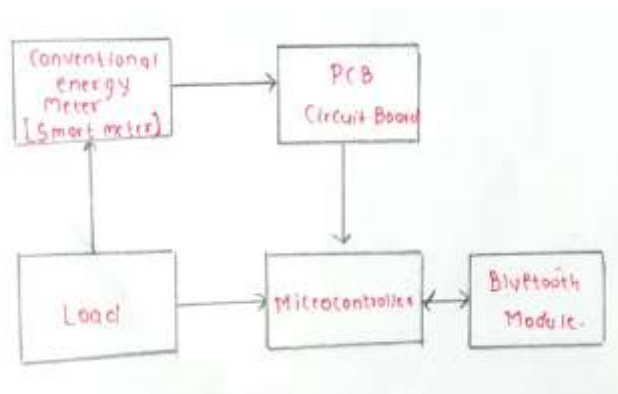 Conventional
energy
Meter
[Smart meter]
PCB
Circuit Board
Load
Microcontroller
Bluetooth
Module.